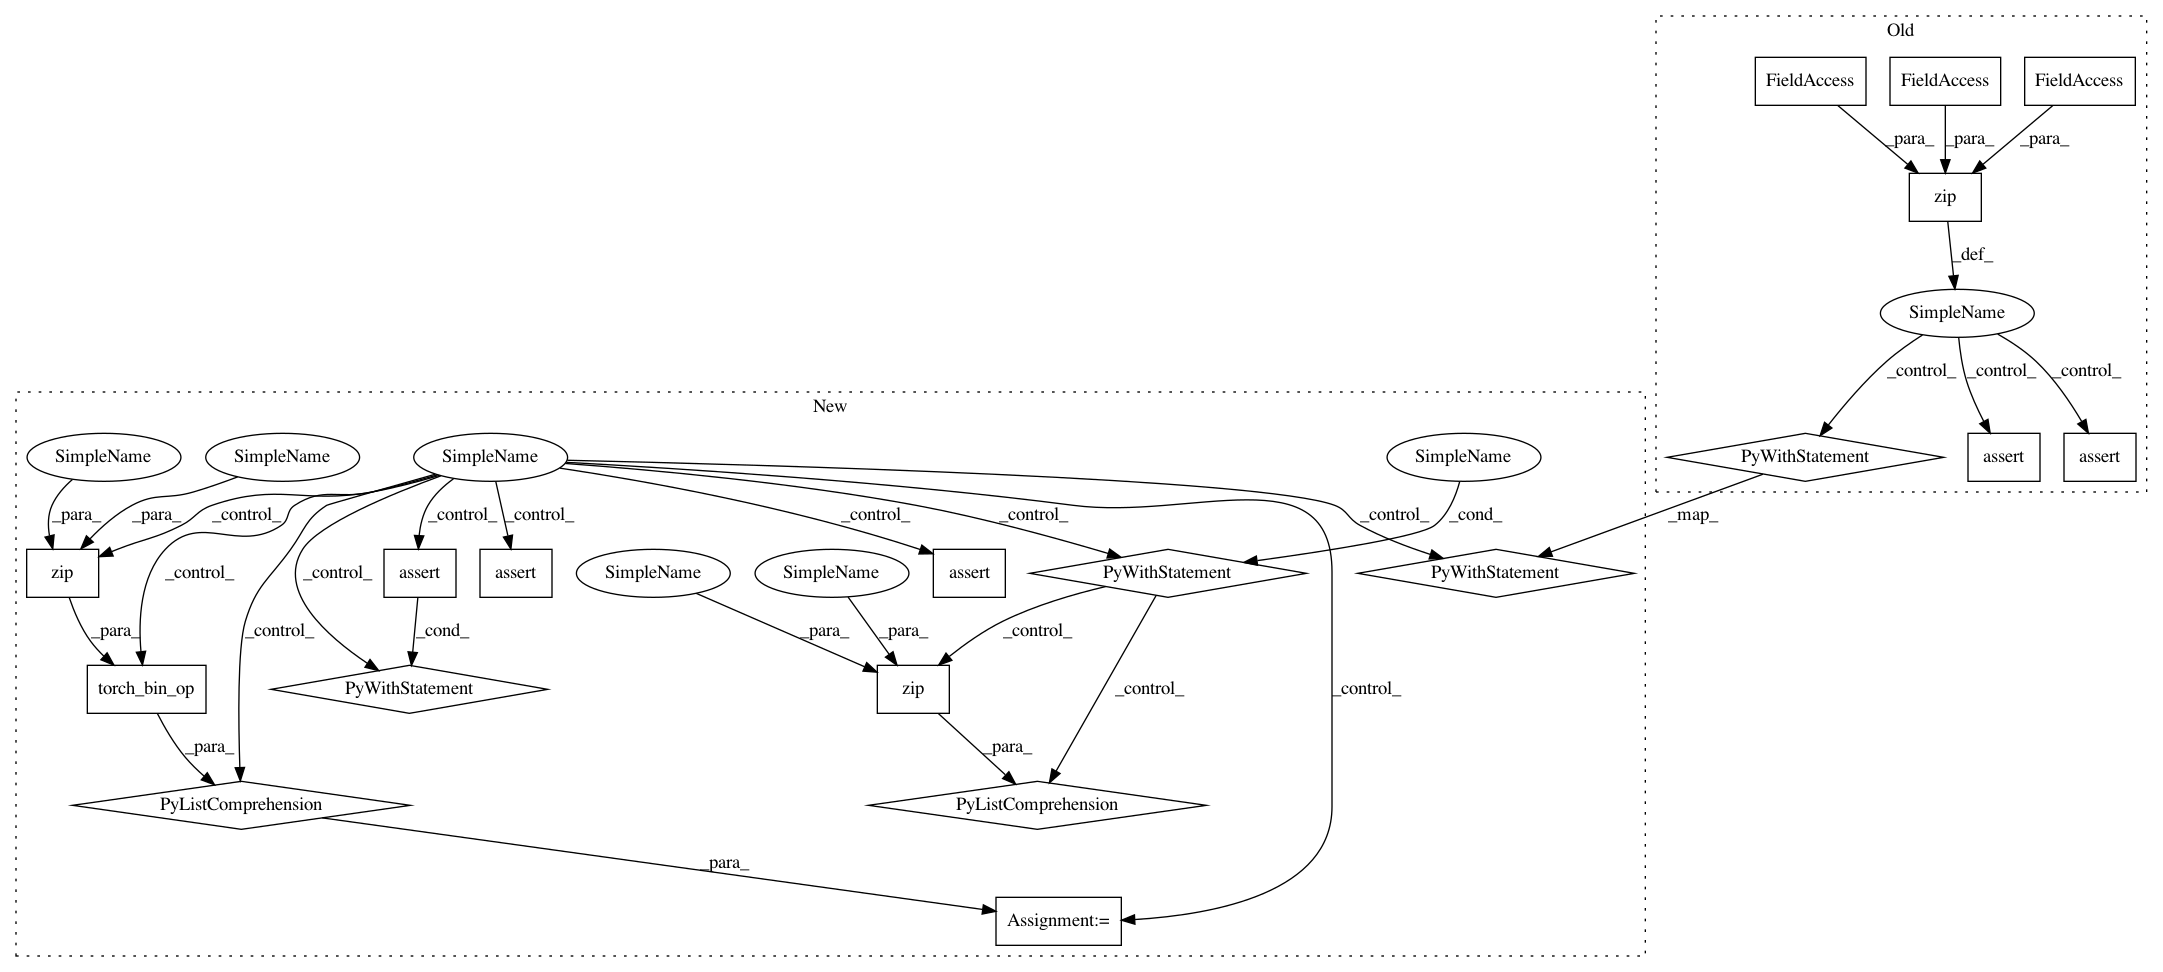 Old
FieldAccess
FieldAccess
FieldAccess
_para_
_para_
_para_
zip
_def_
SimpleName
_control_
_control_
_control_
New
SimpleName
SimpleName
SimpleName
SimpleName
PyWithStatement
assert
assert
_para_
_para_
_control_
_control_
_control_
_control_
_control_
_control_
_cond_
_map_
zip
_control_
_control_
assert
assert
SimpleName
SimpleName
assert
PyWithStatement
PyWithStatement
_para_
_control_
_cond_
_para_
_para_
_control_
torch_bin_op
PyWithStatement
zip
_control_
_control_
_para_
_para_
PyListComprehension
PyListComprehension
_para_
Assignment:=